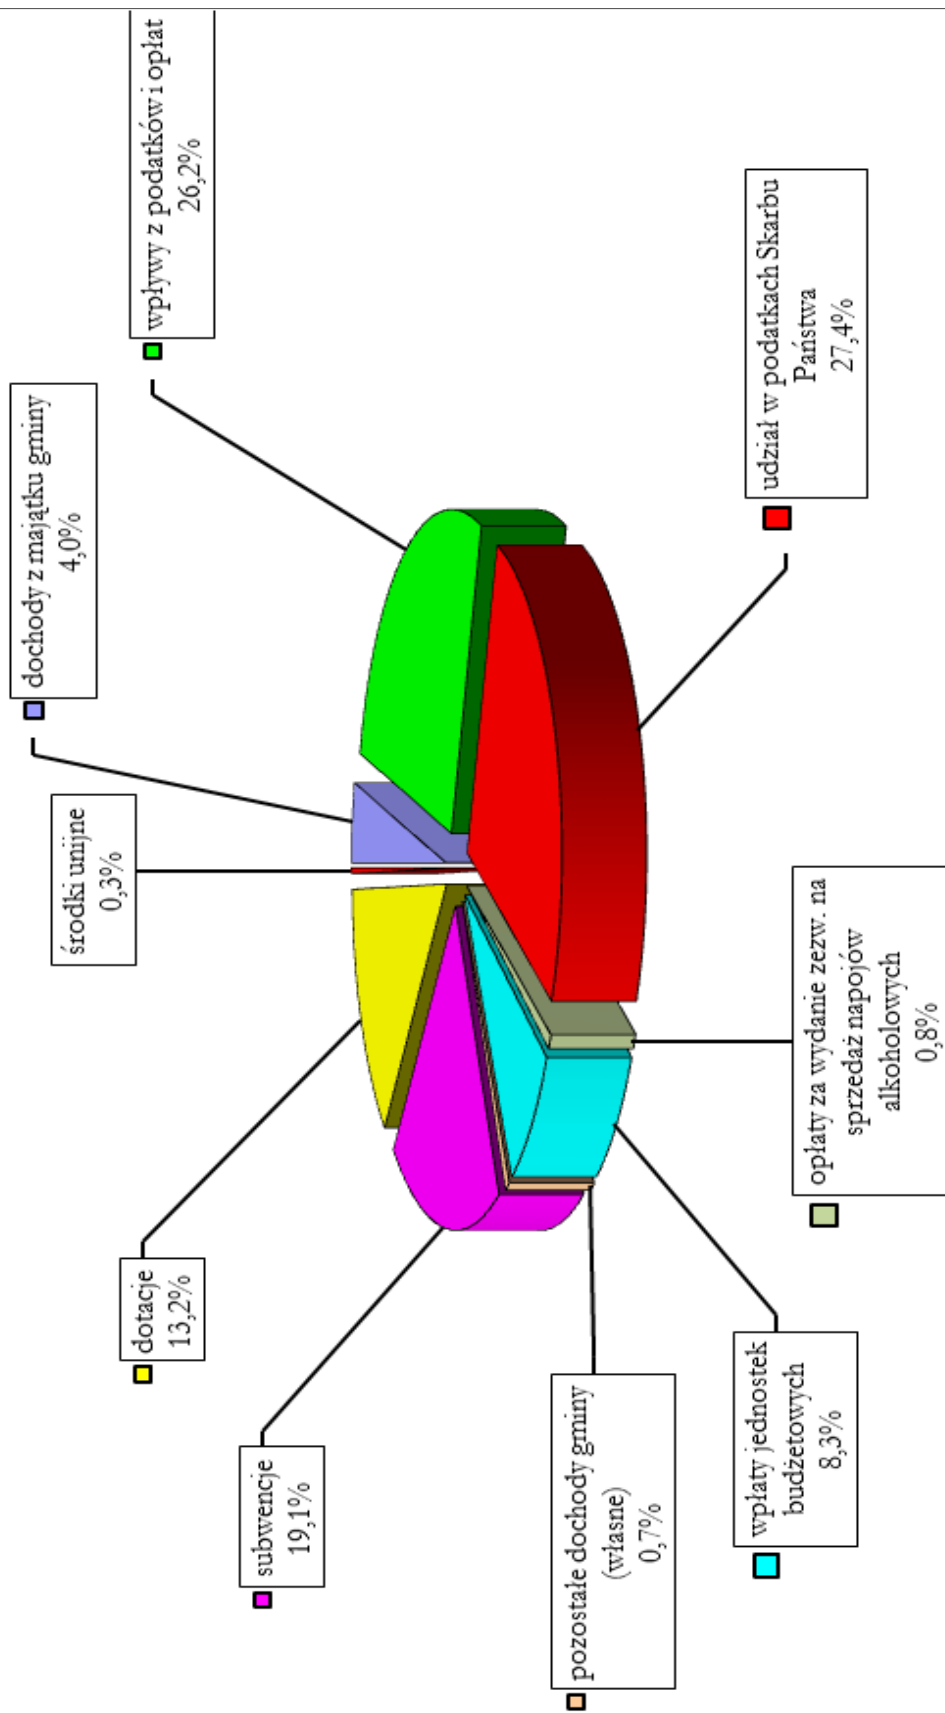 dochody z majątku gminy
4,0%
wpływy z podatków i opłat
26,2%
środki unijne
0,3%
dotacje
13,2%
subwencje
19,1%
udział w podatkach Skarbu
Państwa
27,4%
pozostałe dochody gminy
(własne)
0,7%
wpłaty jednostek
budżetowych
8,3%
opłaty za wydanie zezw. na
sprzedaż napojów
alkoholowych
0,8%